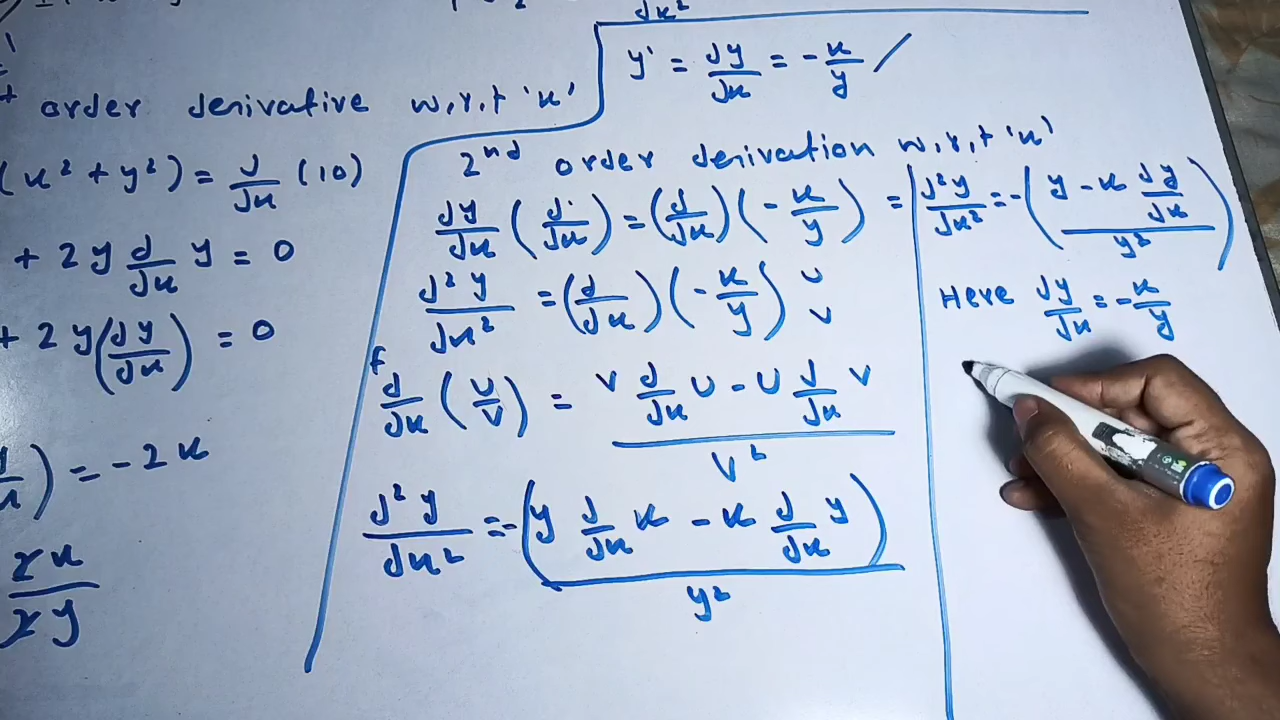 dx²
order derivative w.r.t 'x'
(x² + y²) = d/dx (10)
+ 2y d/dx y = 0
+ 2y(dy/dx) = 0
) = -2x
2x/2y
y' = dy/dx = -x/y /
2nd order derivation w.r.t 'x'
dy/dx (d/dx) = (d/dx)(-x/y) =
d²y/dx² = (d/dx)(-x/y) U V
d/dx (U/V) = (V d/dx U - U d/dx V)/V²
d²y/dx² = -(y d/dx x - x d/dx y)/y²
d²y/dx² = -(y - x dy/dx / y²)
Here dy/dx = -x/y